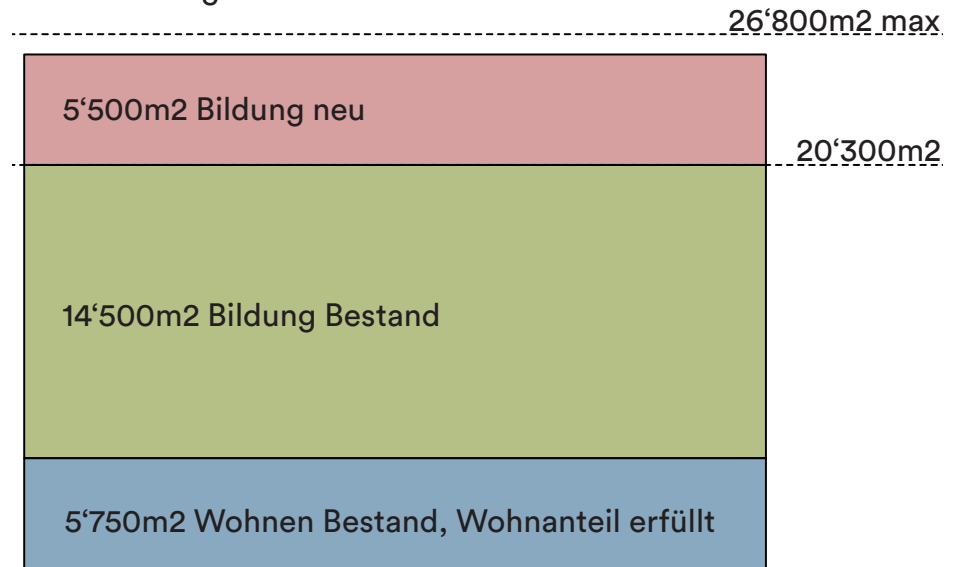 26‘800m2 max
5‘500m2 Bildung neu
20‘300m2
14‘500m2 Bildung Bestand
5‘750m2 Wohnen Bestand, Wohnanteil erfüllt